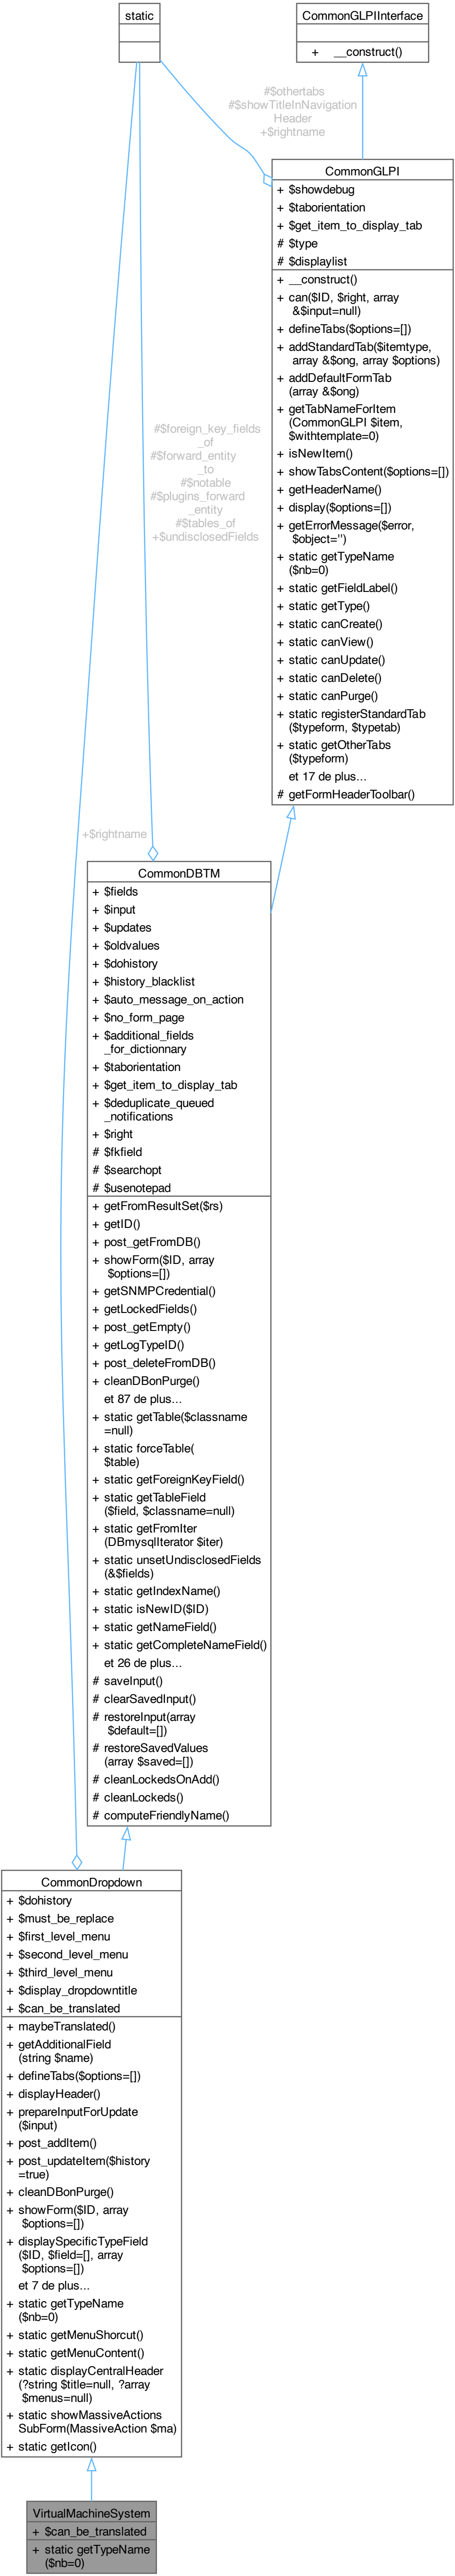 static
CommonGLPIInterface
+ __construct()
#$othertabs
#$showTitleInNavigation
Header
+$rightname
CommonGLPI
+ $showdebug
+ $taborientation
+ $get_item_to_display_tab
# $type
# $displaylist
+ __construct()
+ can($ID, $right, array
&$input=null)
+ defineTabs($options=[])
+ addStandardTab($itemtype,
array &$ong, array $options)
+ addDefaultFormTab
(array &$ong)
+ getTabNameForItem
(CommonGLPI $item,
$withtemplate=0)
+ isNewItem()
+ showTabsContent($options=[])
+ getHeaderName()
+ display($options=[])
+ getErrorMessage($error,
$object='')
+ static getTypeName
($nb=0)
+ static getFieldLabel()
+ static getType()
+ static canCreate()
+ static canView()
+ static canUpdate()
+ static canDelete()
+ static canPurge()
+ static registerStandardTab
($typeform, $typetab)
+ static getOtherTabs
($typeform)
et 17 de plus...
# getFormHeaderToolbar()
#$foreign_key_fields
_of
#$forward_entity
_to
#$notable
#$plugins_forward
_entity
#$tables_of
+$undisclosedFields
+$rightname
CommonDBTM
+ $fields
+ $input
+ $updates
+ $oldvalues
+ $dohistory
+ $history_blacklist
+ $auto_message_on_action
+ $no_form_page
+ $additional_fields
_for_dictionnary
+ $taborientation
+ $get_item_to_display_tab
+ $deduplicate_queued
_notifications
+ $right
# $fkfield
# $searchopt
# $usenotepad
+ getFromResultSet($rs)
+ getID()
+ post_getFromDB()
+ showForm($ID, array
$options=[])
+ getSNMPCredential()
+ getLockedFields()
+ post_getEmpty()
+ getLogTypeID()
+ post_deleteFromDB()
+ cleanDBonPurge()
et 87 de plus...
+ static getTable($classname
=null)
+ static forceTable(
$table)
+ static getForeignKeyField()
+ static getTableField
($field, $classname=null)
+ static getFromIter
(DBmysqlIterator $iter)
+ static unsetUndisclosedFields
(&$fields)
+ static getIndexName()
+ static isNewID($ID)
+ static getNameField()
+ static getCompleteNameField()
et 26 de plus...
# saveInput()
# clearSavedInput()
# restoreInput(array
$default=[])
# restoreSavedValues
(array $saved=[])
# cleanLockedsOnAdd()
# cleanLockeds()
# computeFriendlyName()
CommonDropdown
+ $dohistory
+ $must_be_replace
+ $first_level_menu
+ $second_level_menu
+ $third_level_menu
+ $display_dropdowntitle
+ $can_be_translated
+ maybeTranslated()
+ getAdditionalField
(string $name)
+ defineTabs($options=[])
+ displayHeader()
+ prepareInputForUpdate
($input)
+ post_addItem()
+ post_updateItem($history
=true)
+ cleanDBonPurge()
+ showForm($ID, array
$options=[])
+ displaySpecificTypeField
($ID, $field=[], array
$options=[])
et 7 de plus...
+ static getTypeName
($nb=0)
+ static getMenuShorcut()
+ static getMenuContent()
+ static displayCentralHeader
(?string $title=null, ?array
$menus=null)
+ static showMassiveActions
SubForm(MassiveAction $ma)
+ static getIcon()
VirtualMachineSystem
+ $can_be_translated
+ static getTypeName
($nb=0)